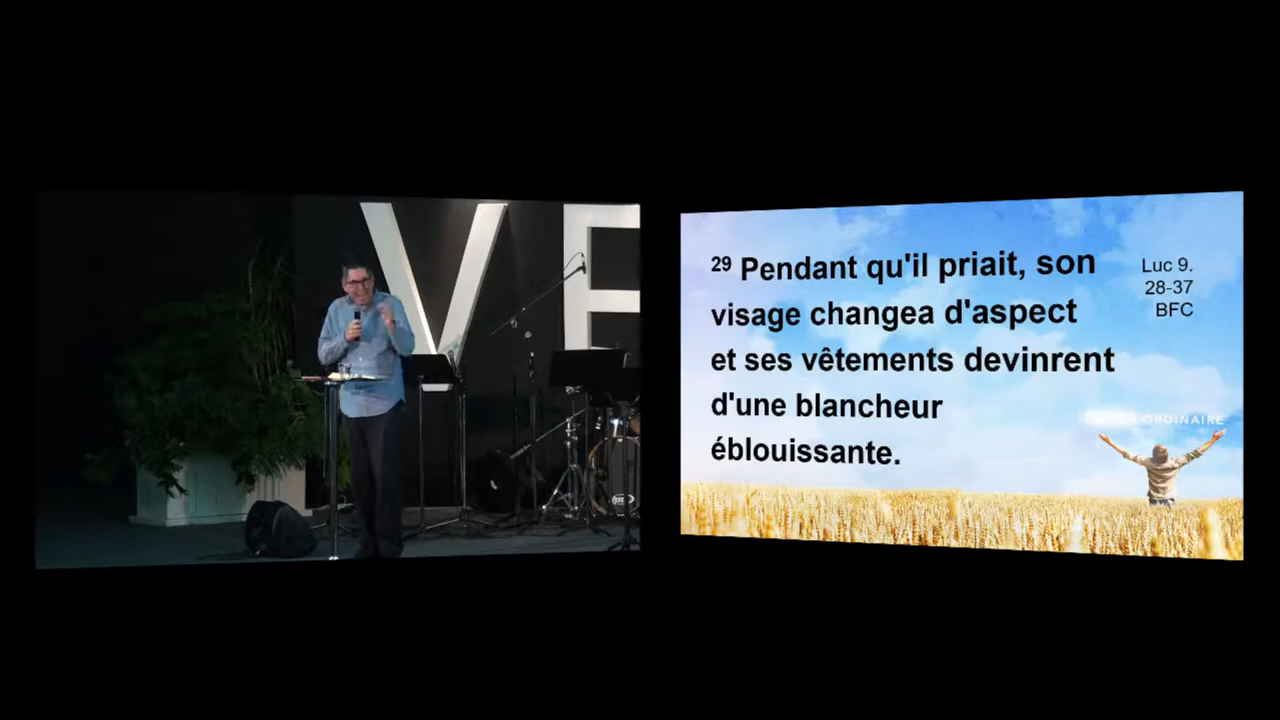 VE
29 Pendant qu'il priait, son
visage changea d'aspect
et ses vêtements devinrent
d'une blancheur
éblouissante.
Luc 9.
28-37
BFC
ORDINAIRE